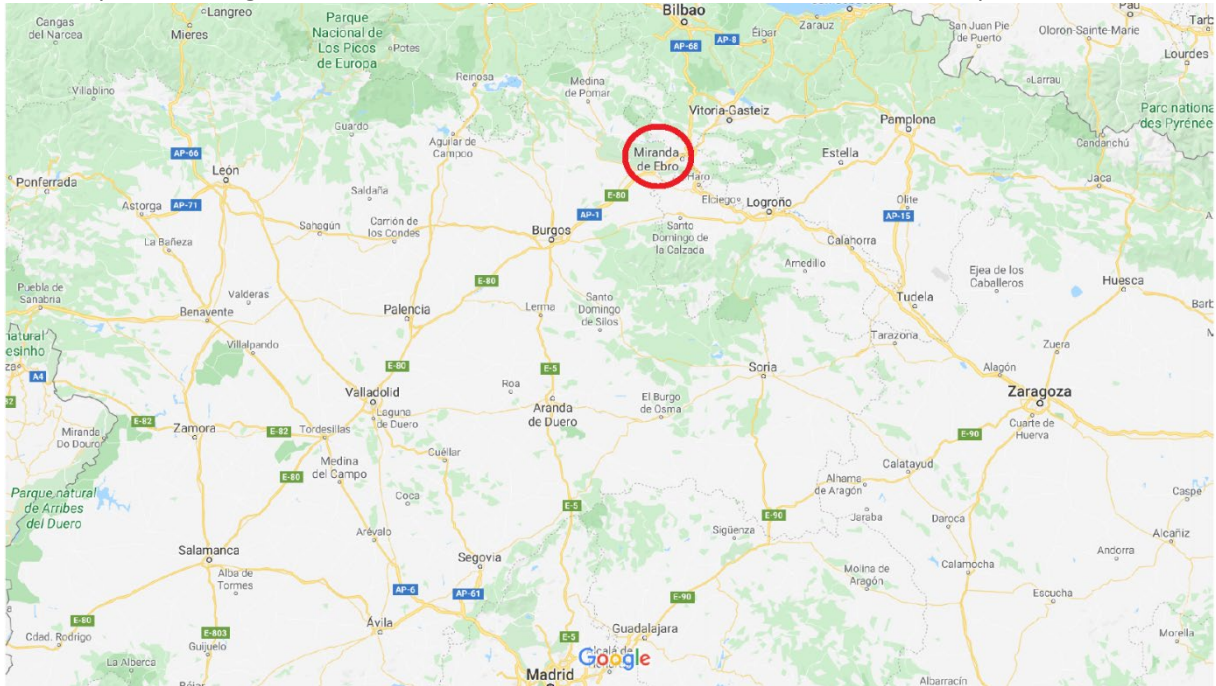 Langreo
Cangas
del Narcea
Mieres
Parque
Nacional de
Los Picos
de Europa
Potes
Bilbao
AP-8
AP-68
Éibar
Zarauz
San Juan Pie
de Puerto
Oloron-Sainte-Marie
Pau
Lourdes
Larrau
Villablino
Reinosa
Medina
de Pomar
Vitoria-Gasteiz
Pamplona
Parc nationa
des Pyrénée
Candanchú
Guardo
Aguilar de
Campoo
Miranda
de Ebro
Estella
AP-66
León
Ponferrada
Saldaña
Haro
Jaca
Astorga
AP-71
E-80
Elciego
Logroño
Olite
AP-15
Sahagún
Carrión de
los Condes
AP-1
Burgos
Santo
Domingo de
la Calzada
Calahorra
La Bañeza
Arnedillo
Ejea de los
Caballeros
Huesca
Puebla de
Sanabria
Valderas
E-80
Benavente
Palencia
Lerma
Santo
Domingo
de Silos
Tudela
Barb
atural
esinho
Villalpando
Tarazona
Zuera
E-80
E-5
Soria
Alagón
A4
Valladolid
Roa
El Burgo
de Osma
Zaragoza
Laguna
de Duero
Aranda
de Duero
Cuarte de
Huerva
Miranda
Do Douro
E-82
Zamora
E-82
Tordesillas
E-90
Cuéllar
Medina
del Campo
E-80
Calatayud
Alhama
de Aragón
Parque natural
de Arribes
del Duero
Coca
E-5
Caspe
Arévalo
Sigüenza
E-90
Jaraba
Daroca
Alcañiz
Salamanca
Segovia
Andorra
Alba de
Tormes
Molina de
Aragón
Calamocha
AP-6
AP-61
E-90
Escucha
E-80
Cdad. Rodrigo
E-803
Guijuelo
Ávila
E-5
Guadalajara
Morella
La Alberca
Google
Madrid
Albarracín